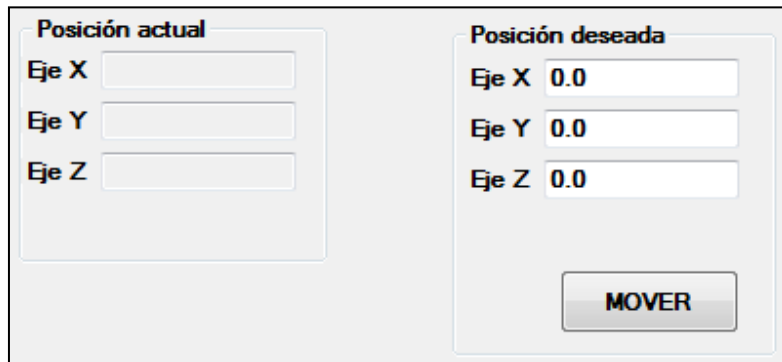 Posición actual
Eje X
Eje Y
Eje Z
Posición deseada
Eje X 0.0
Eje Y 0.0
Eje Z 0.0
MOVER